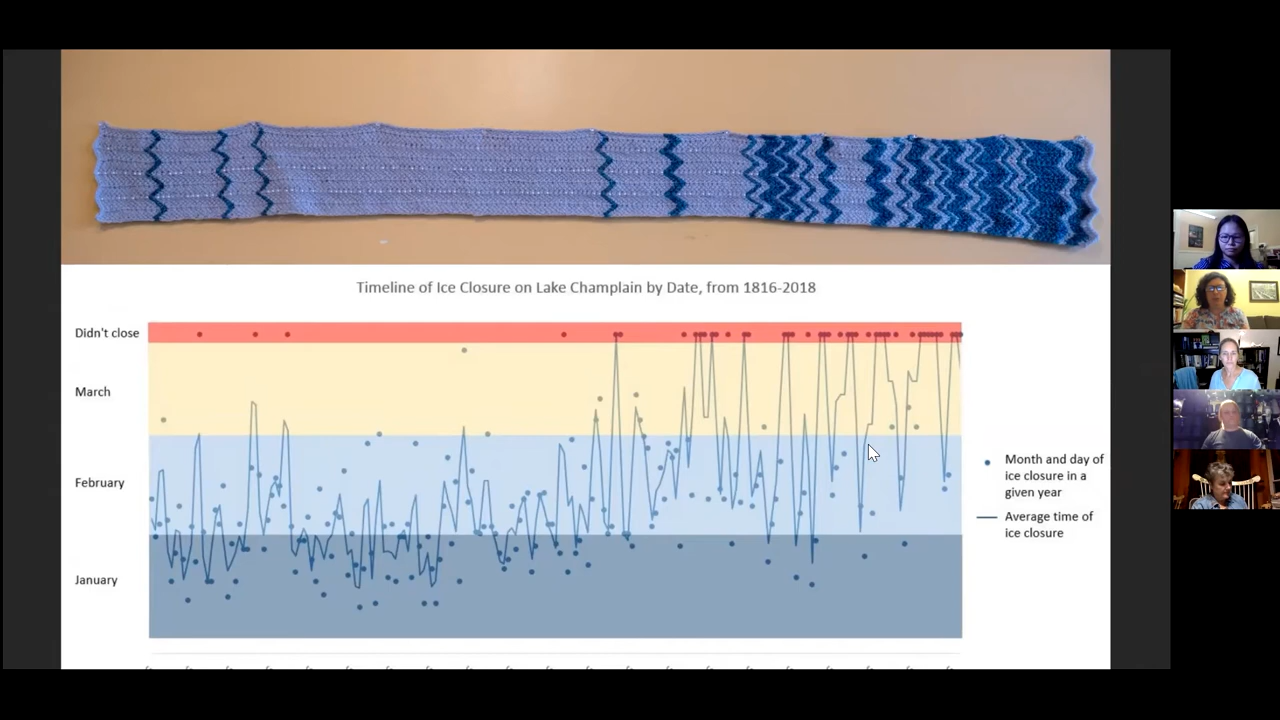 Timeline of Ice Closure on Lake Champlain by Date, from 1816-2018
Didn't close
March
February
January
Month and day of
ice closure in a
given year
Average time of
ice closure